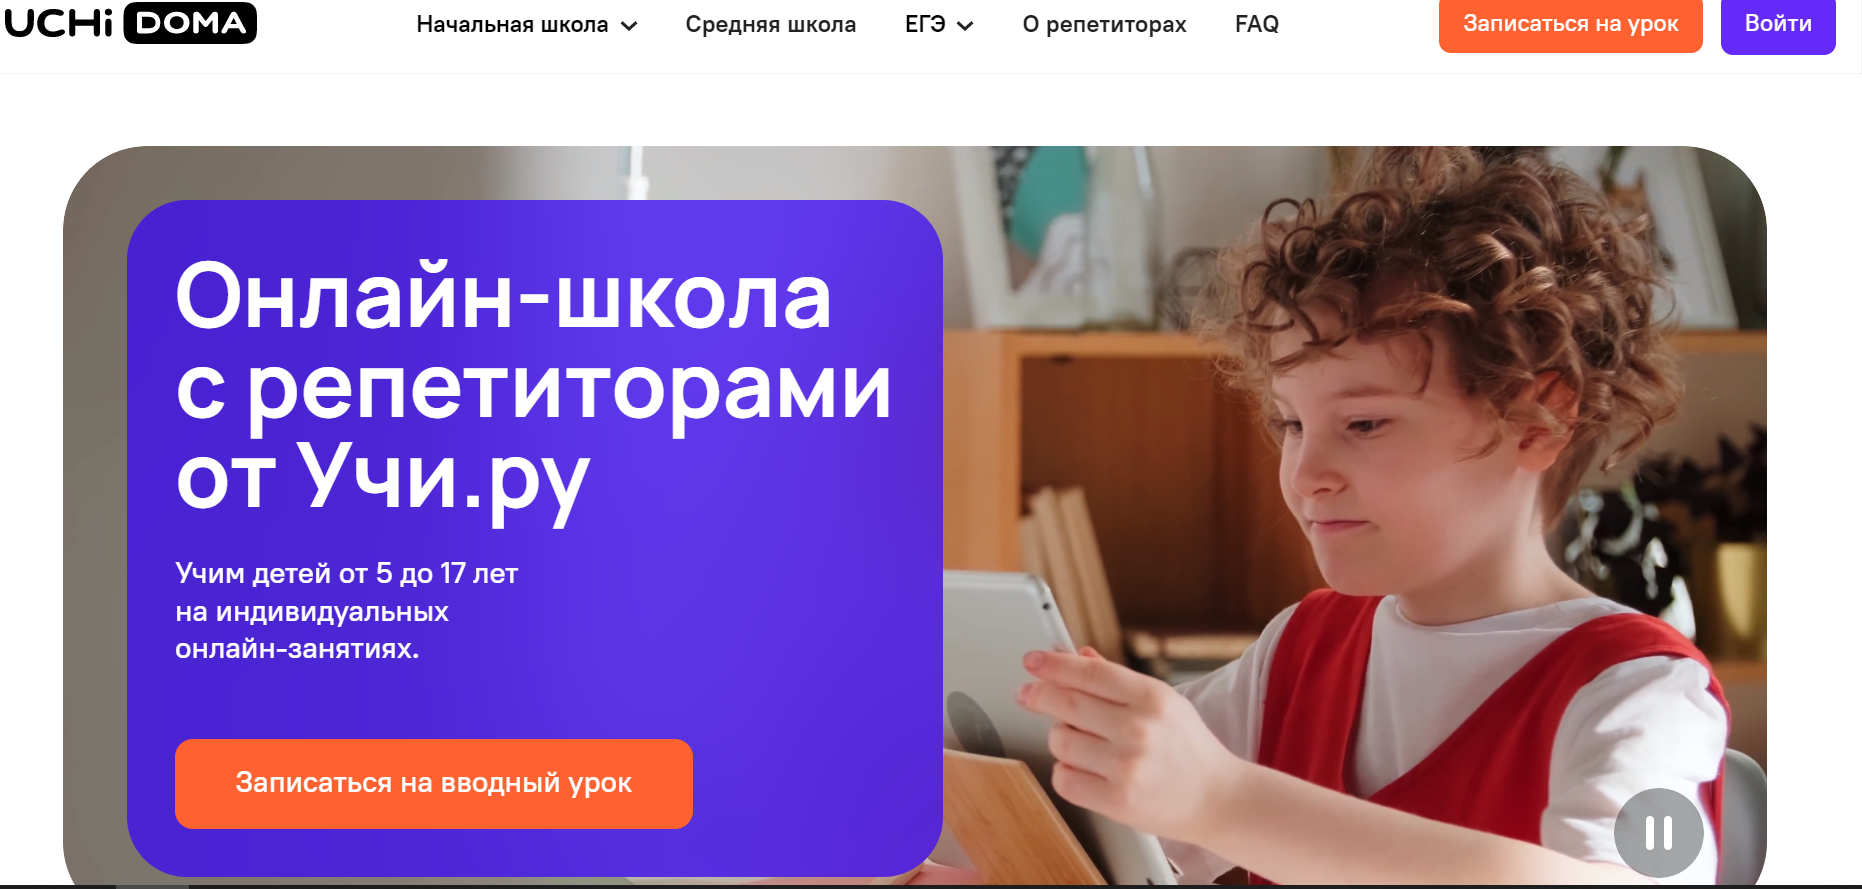 UCHi DOMA
Начальная школа
Средняя школа
ЕГЭ
О репетиторах
FAQ
Записаться на урок
Войти
Онлайн-школа
с репетиторами
от Учи.ру
Учим детей от 5 до 17 лет
на индивидуальных
онлайн-занятиях.
Записаться на вводный урок